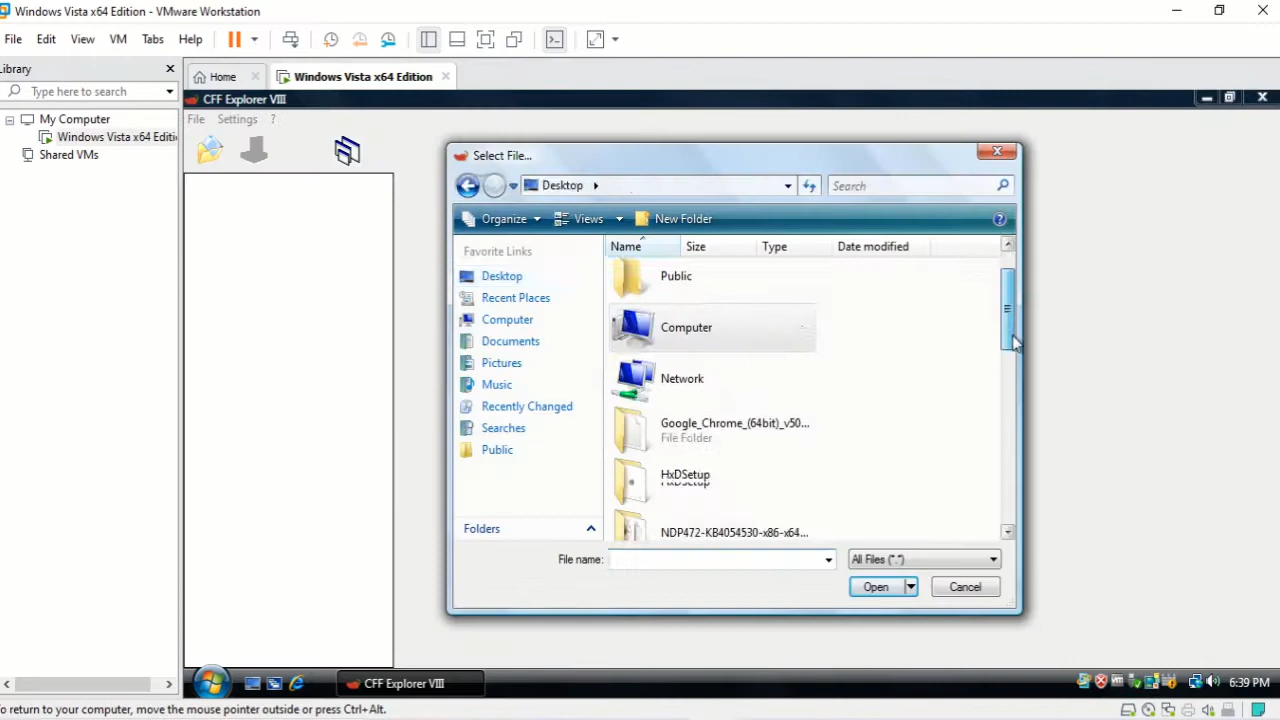 Windows Vista x64 Edition - VMware Workstation
File Edit View VM Tabs Help
Library
Type here to search
My Computer
Windows Vista x64 Editi
Shared VMs
Home
Windows Vista x64 Edition
CFF Explorer VIII
File Settings ?
Select File...
Desktop
Search
Organize
Views
New Folder
Favorite Links
Desktop
Recent Places
Computer
Documents
Pictures
Music
Recently Changed
Searches
Public
Folders
Name Size Type Date modified
Public
Computer
Network
Google_Chrome_(64bit)_v50...
File Folder
HxDSetup
NDP472-KB4054530-x86-x64...
File name:
All Files (*.*)
Open
Cancel
CFF Explorer VIII
6:39 PM
To return to your computer, move the mouse pointer outside or press Ctrl+Alt.